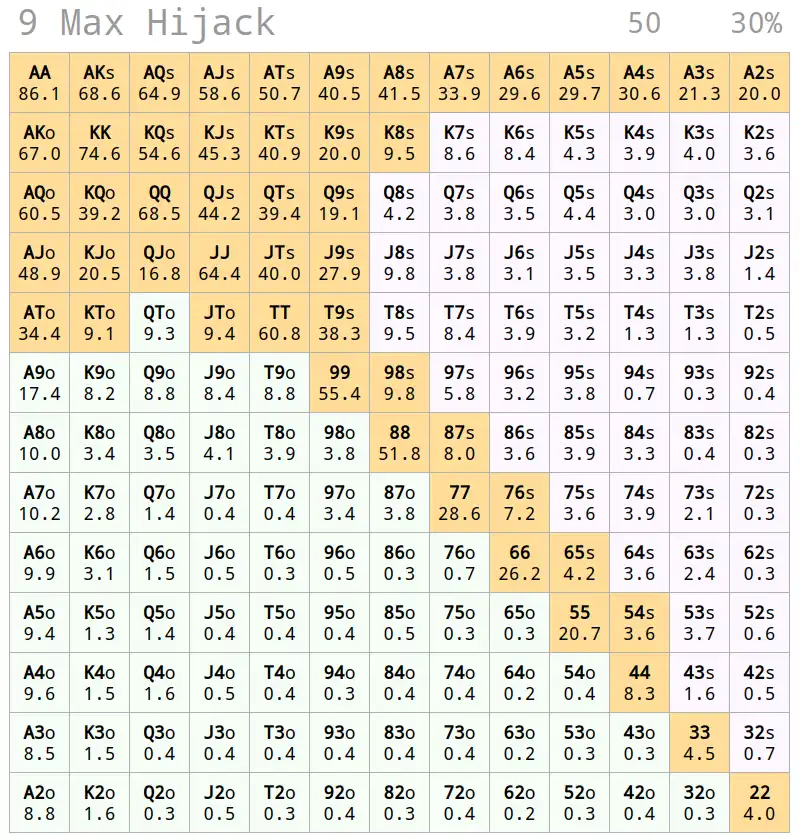 9 Max Hijack 50 30%
AA AKs AQs AJs ATs A9s A8s A7s A6s A5s A4s A3s A2s
86.1 68.6 64.9 58.6 50.7 40.5 41.5 33.9 29.6 29.7 30.6 21.3 20.0
AKo KK KQs KJs KTs K9s K8s K7s K6s K5s K4s K3s K2s
67.0 74.6 54.6 45.3 40.9 20.0 9.5 8.6 8.4 4.3 3.9 4.0 3.6
AQo KQo QQ QJs QTs Q9s Q8s Q7s Q6s Q5s Q4s Q3s Q2s
60.5 39.2 68.5 44.2 39.4 19.1 4.2 3.8 3.5 4.4 3.0 3.0 3.1
AJo KJo QJo JJ JTs J9s J8s J7s J6s J5s J4s J3s J2s
48.9 20.5 16.8 64.4 40.0 27.9 9.8 3.8 3.1 3.5 3.3 3.8 1.4
ATo KTo QTo JTo TT T9s T8s T7s T6s T5s T4s T3s T2s
34.4 9.1 9.3 9.4 60.8 38.3 9.5 8.4 3.9 3.2 1.3 1.3 0.5
A9o K9o Q9o J9o T9o 99 98s 97s 96s 95s 94s 93s 92s
17.4 8.2 8.8 8.4 8.8 55.4 9.8 5.8 3.2 3.8 0.7 0.3 0.4
A8o K8o Q8o J8o T8o 98o 88 87s 86s 85s 84s 83s 82s
10.0 3.4 3.5 4.1 3.9 3.8 51.8 8.0 3.6 3.9 3.3 0.4 0.3
A7o K7o Q7o J7o T7o 97o 87o 77 76s 75s 74s 73s 72s
10.2 2.8 1.4 0.4 0.4 3.4 3.8 28.6 7.2 3.6 3.9 2.1 0.3
A6o K6o Q6o J6o T6o 96o 86o 76o 66 65s 64s 63s 62s
9.9 3.1 1.5 0.5 0.3 0.5 0.3 0.7 26.2 4.2 3.6 2.4 0.3
A5o K5o Q5o J5o T5o 95o 85o 75o 65o 55 54s 53s 52s
9.4 1.3 1.4 0.4 0.4 0.4 0.5 0.3 0.3 20.7 3.6 3.7 0.6
A4o K4o Q4o J4o T4o 94o 84o 74o 64o 54o 44 43s 42s
9.6 1.5 1.6 0.5 0.4 0.3 0.4 0.4 0.2 0.4 8.3 1.6 0.5
A3o K3o Q3o J3o T3o 93o 83o 73o 63o 53o 43o 33 32s
8.5 1.5 0.4 0.4 0.4 0.4 0.4 0.4 0.2 0.3 0.3 4.5 0.7
A2o K2o Q2o J2o T2o 92o 82o 72o 62o 52o 42o 32o 22
8.8 1.6 0.3 0.5 0.3 0.4 0.3 0.4 0.2 0.3 0.4 0.3 4.0